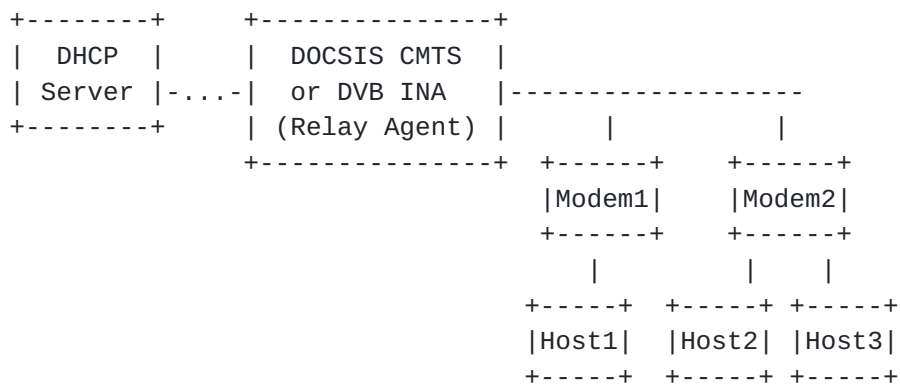 DHCP DOCSIS CMTS
Server -...- or DVB INA
(Relay Agent)
Modem1 Modem2
Host1 Host2 Host3